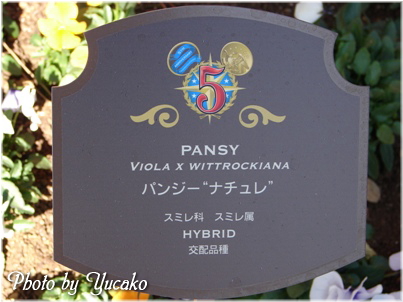 5
PANSY
VIOLA X WITTROCKIANA
パンジー“ナチュレ”
スミレ科　スミレ属
HYBRID
交配品種
Photo by Yucako